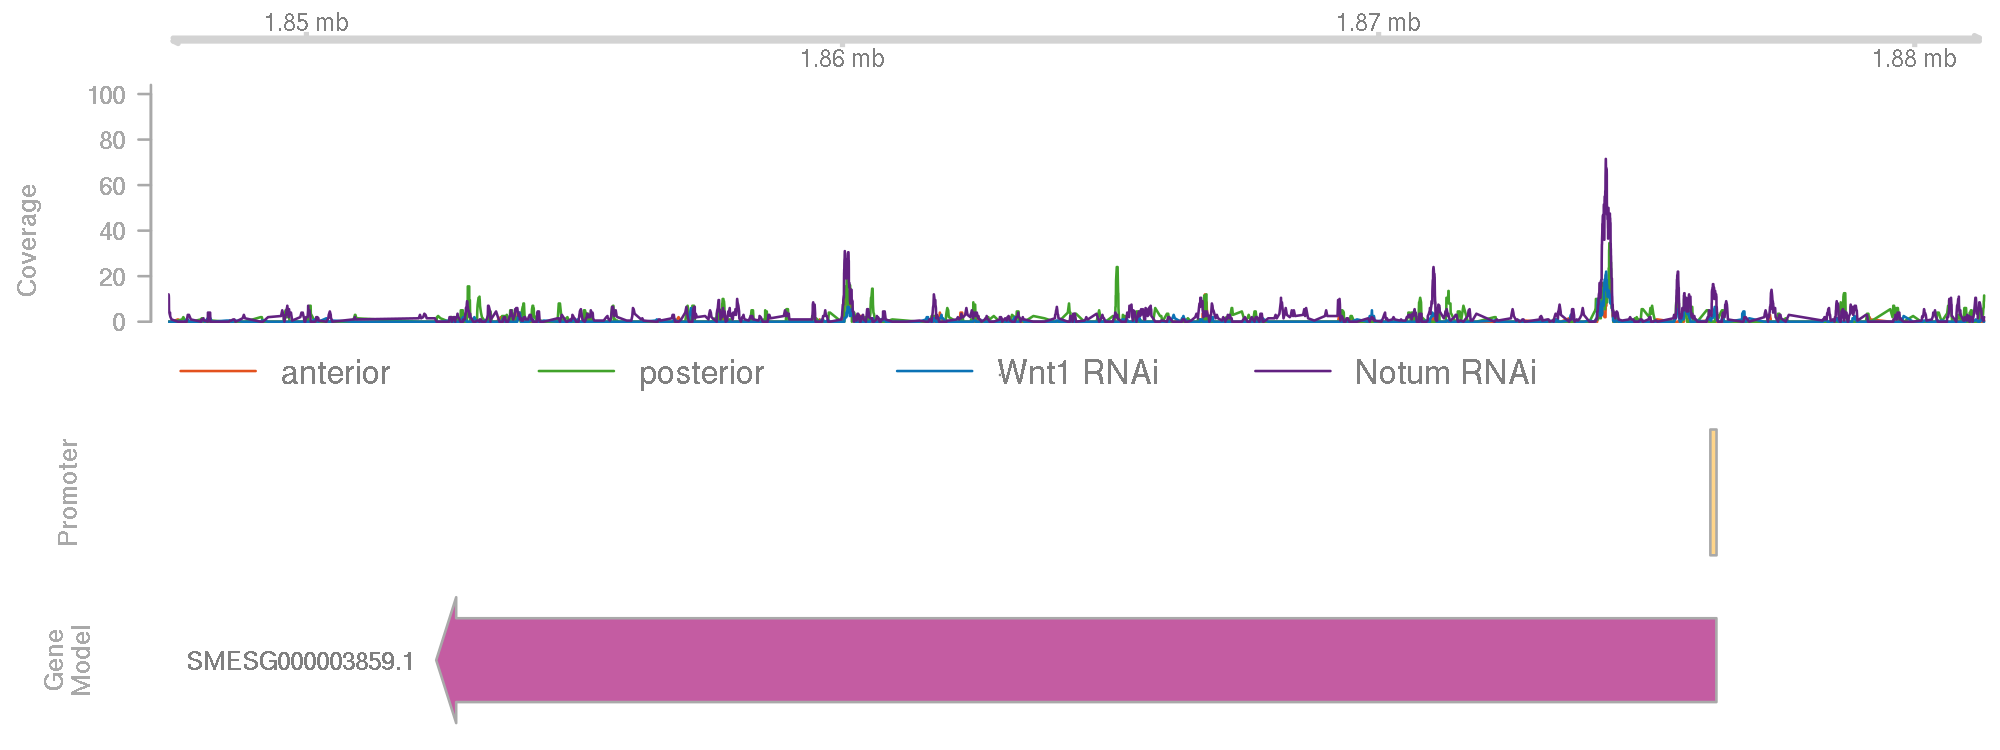 1.85 mb
1.87 mb
1.86 mb
1.88 mb
Coverage
100
80
60
40
20
0
anterior
posterior
Wnt1 RNAi
Notum RNAi
Promoter
Gene
Model
SMESG000003859.1